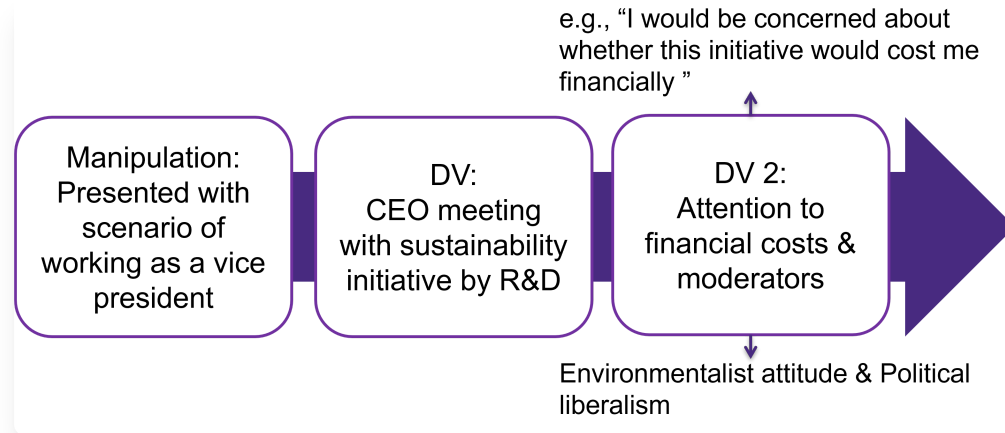 e.g., “I would be concerned about
whether this initiative would cost me
financially ”
Manipulation:
Presented with
scenario of
working as a vice
president
DV:
CEO meeting
with sustainability
initiative by R&D
DV 2:
Attention to
financial costs &
moderators
Environmentalist attitude & Political
liberalism